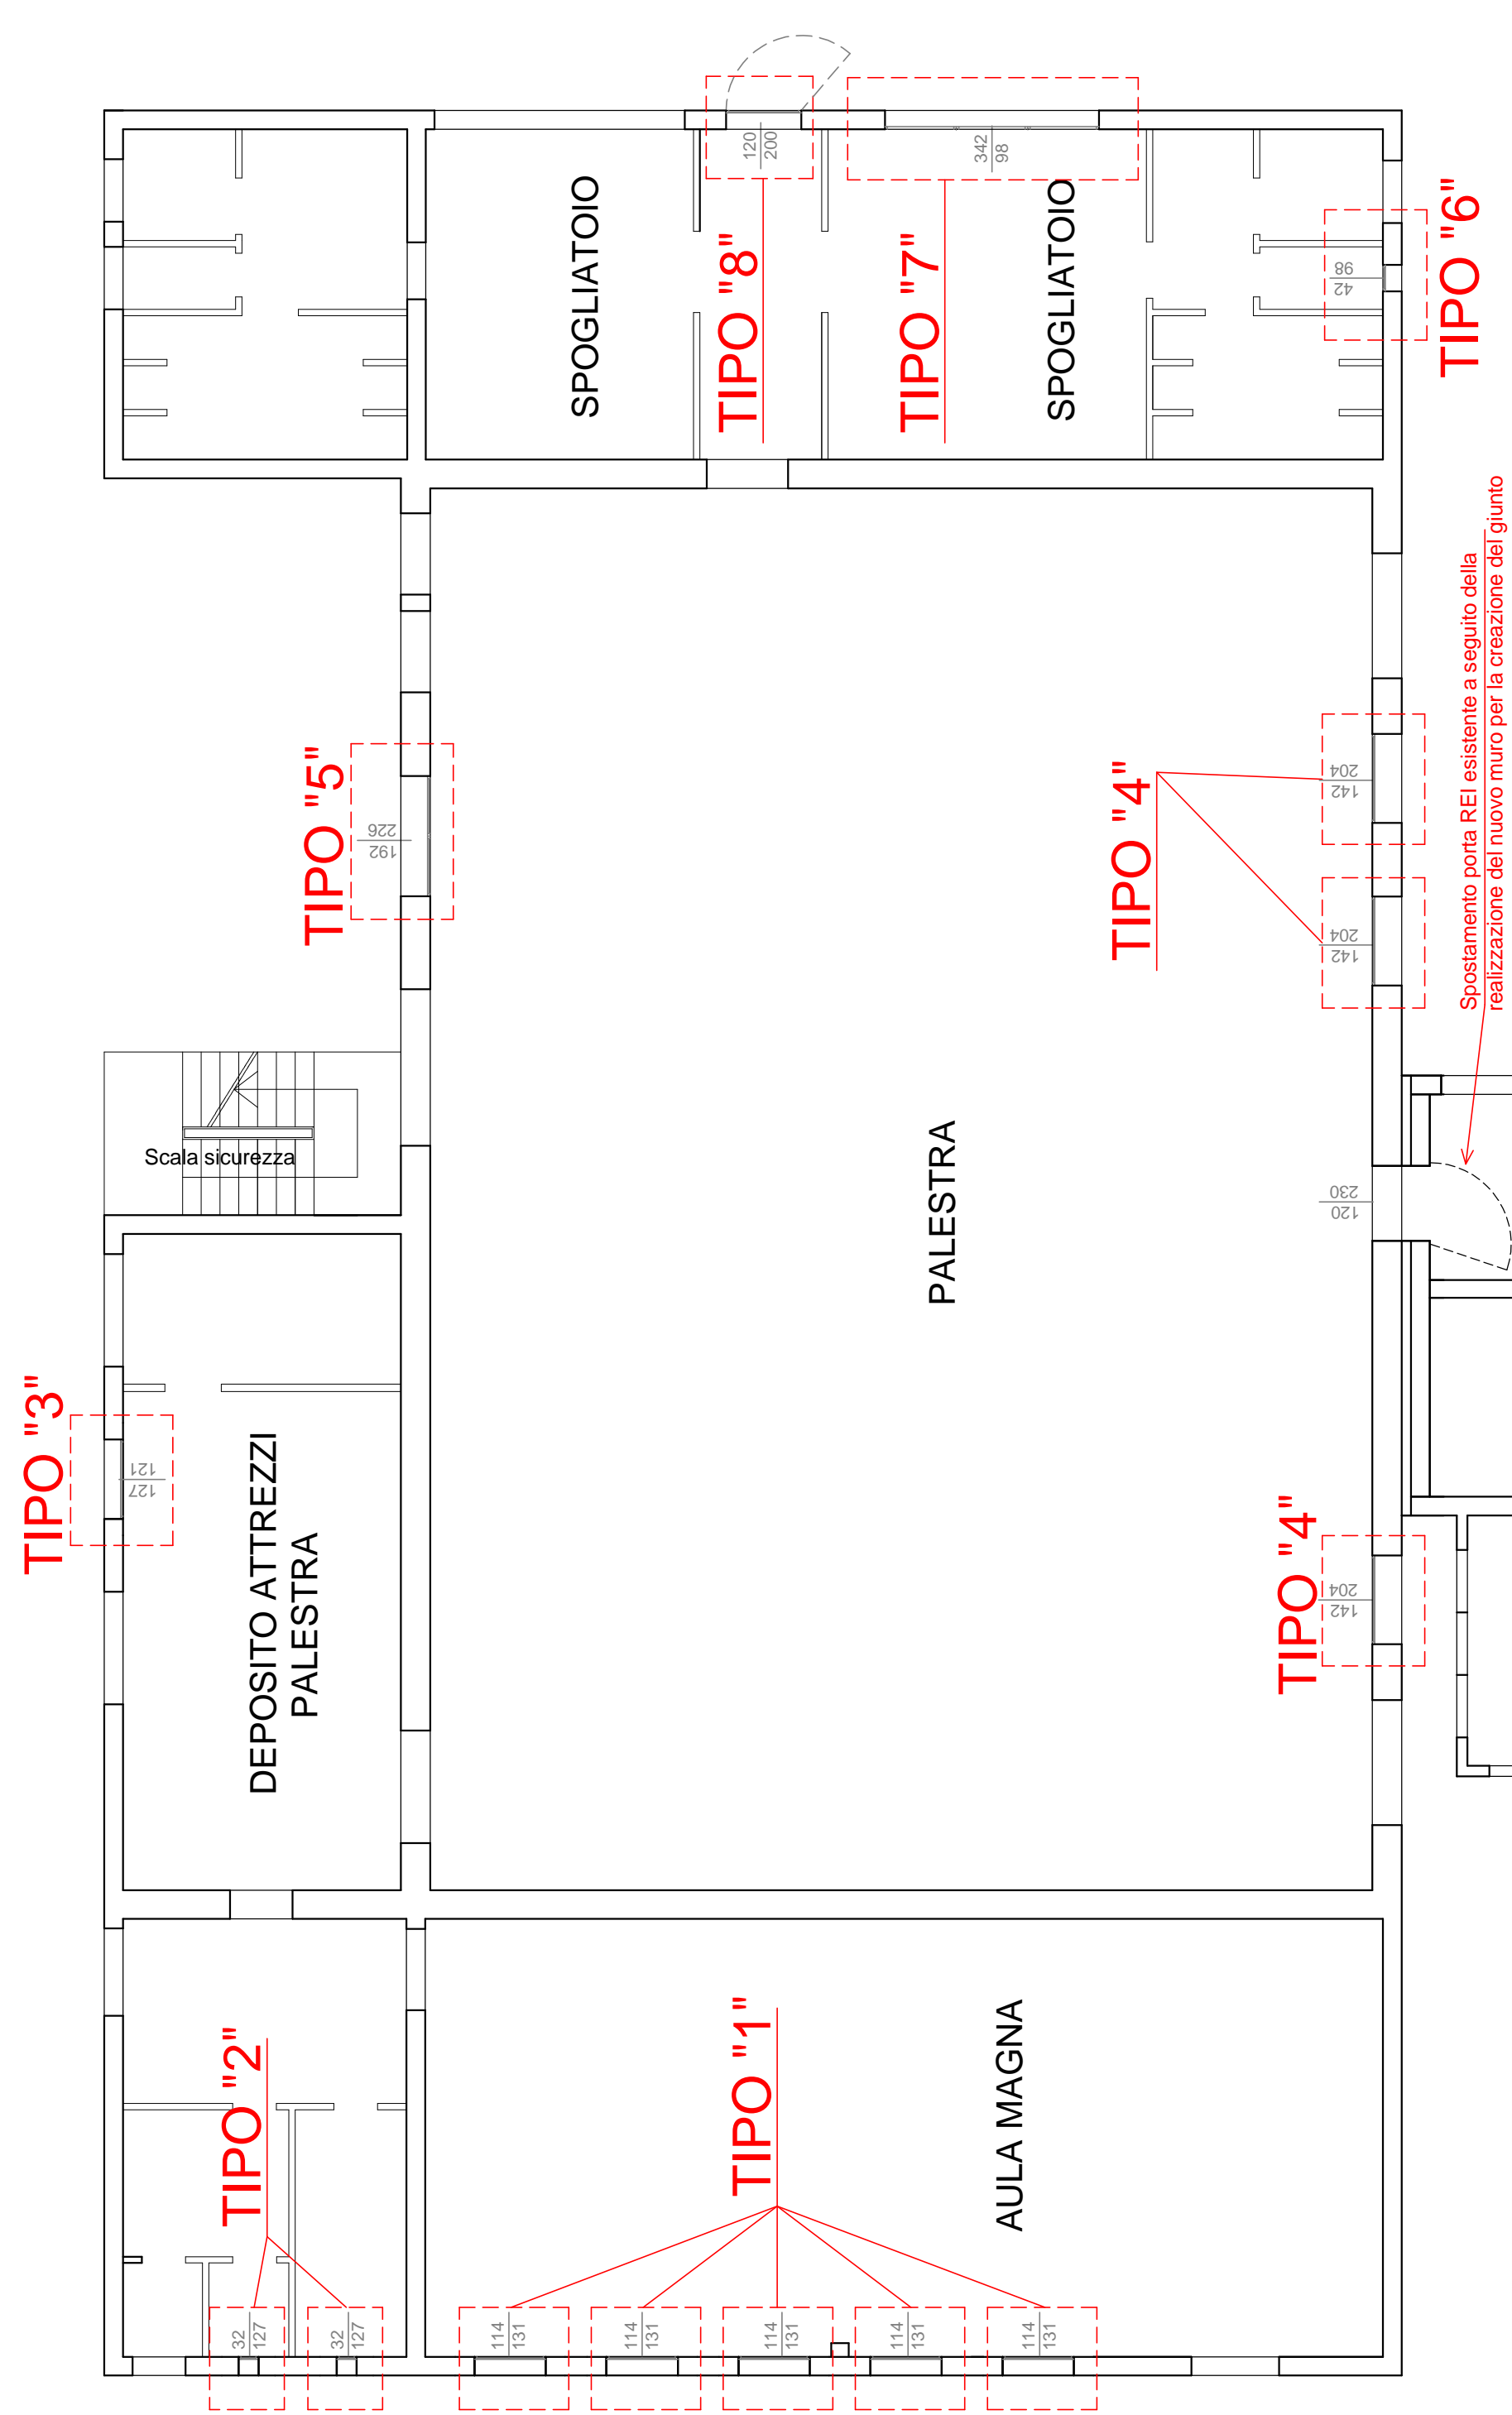 120
200
342
98
SPOGLIATOIO
TIPO "8"
TIPO "7"
SPOGLIATOIO
98
42
TIPO "6"
Spostamento porta REI esistente a seguito della
realizzazione del nuovo muro per la creazione del giunto
TIPO "5"
226
192
TIPO "4"
204
142
204
142
Scala sicurezza
PALESTRA
230
120
TIPO "3"
121
127
DEPOSITO ATTREZZI
PALESTRA
TIPO "4"
204
142
TIPO "2"
TIPO "1"
AULA MAGNA
32
127
32
127
114
131
114
131
114
131
114
131
114
131